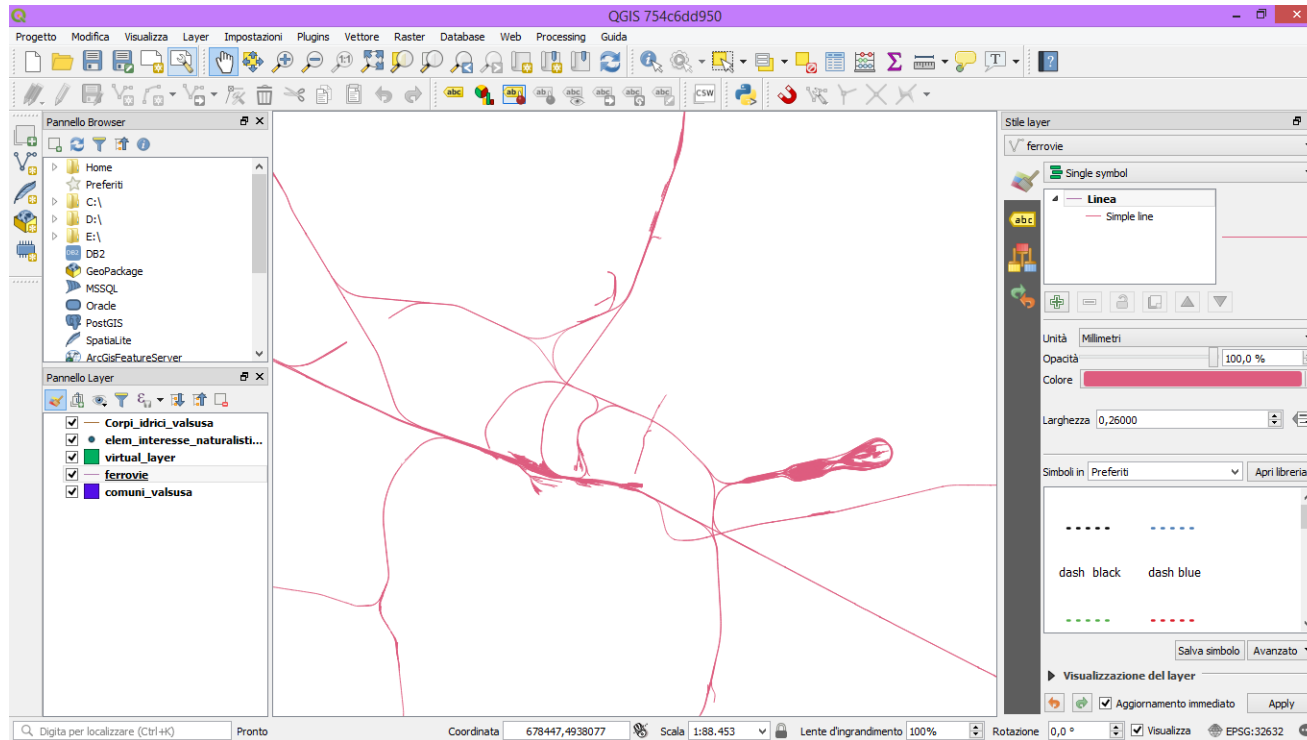 QGIS 754c6dd950
Progetto Modifica Visualizza Layer Impostazioni Plugins Vettore Raster Database Web Processing Guida
Pannello Browser
Home
Preferiti
C:\
D:\
E:\
DB2
GeoPackage
MSSQL
Oracle
PostGIS
SpatiaLite
ArcGisFeatureServer
Pannello Layer
Corpi_idrici_valsusa
elem_interesse_naturalisti...
virtual_layer
ferrovie
comuni_valsusa
Stile layer
ferrovie
Single symbol
Linea
Simple line
Unità Millimetri
Opacità 100,0 %
Colore
Larghezza 0,26000
Simboli in Preferiti Apri libreria
dash black dash blue
Salva simbolo Avanzato
Visualizzazione del layer
Aggiornamento immediato Apply
Digita per localizzare (Ctrl+K) Pronto Coordinata 678447,4938077 Scala 1:88.453 Lente d'ingrandimento 100% Rotazione 0,0 ° Visualizza EPSG:32632